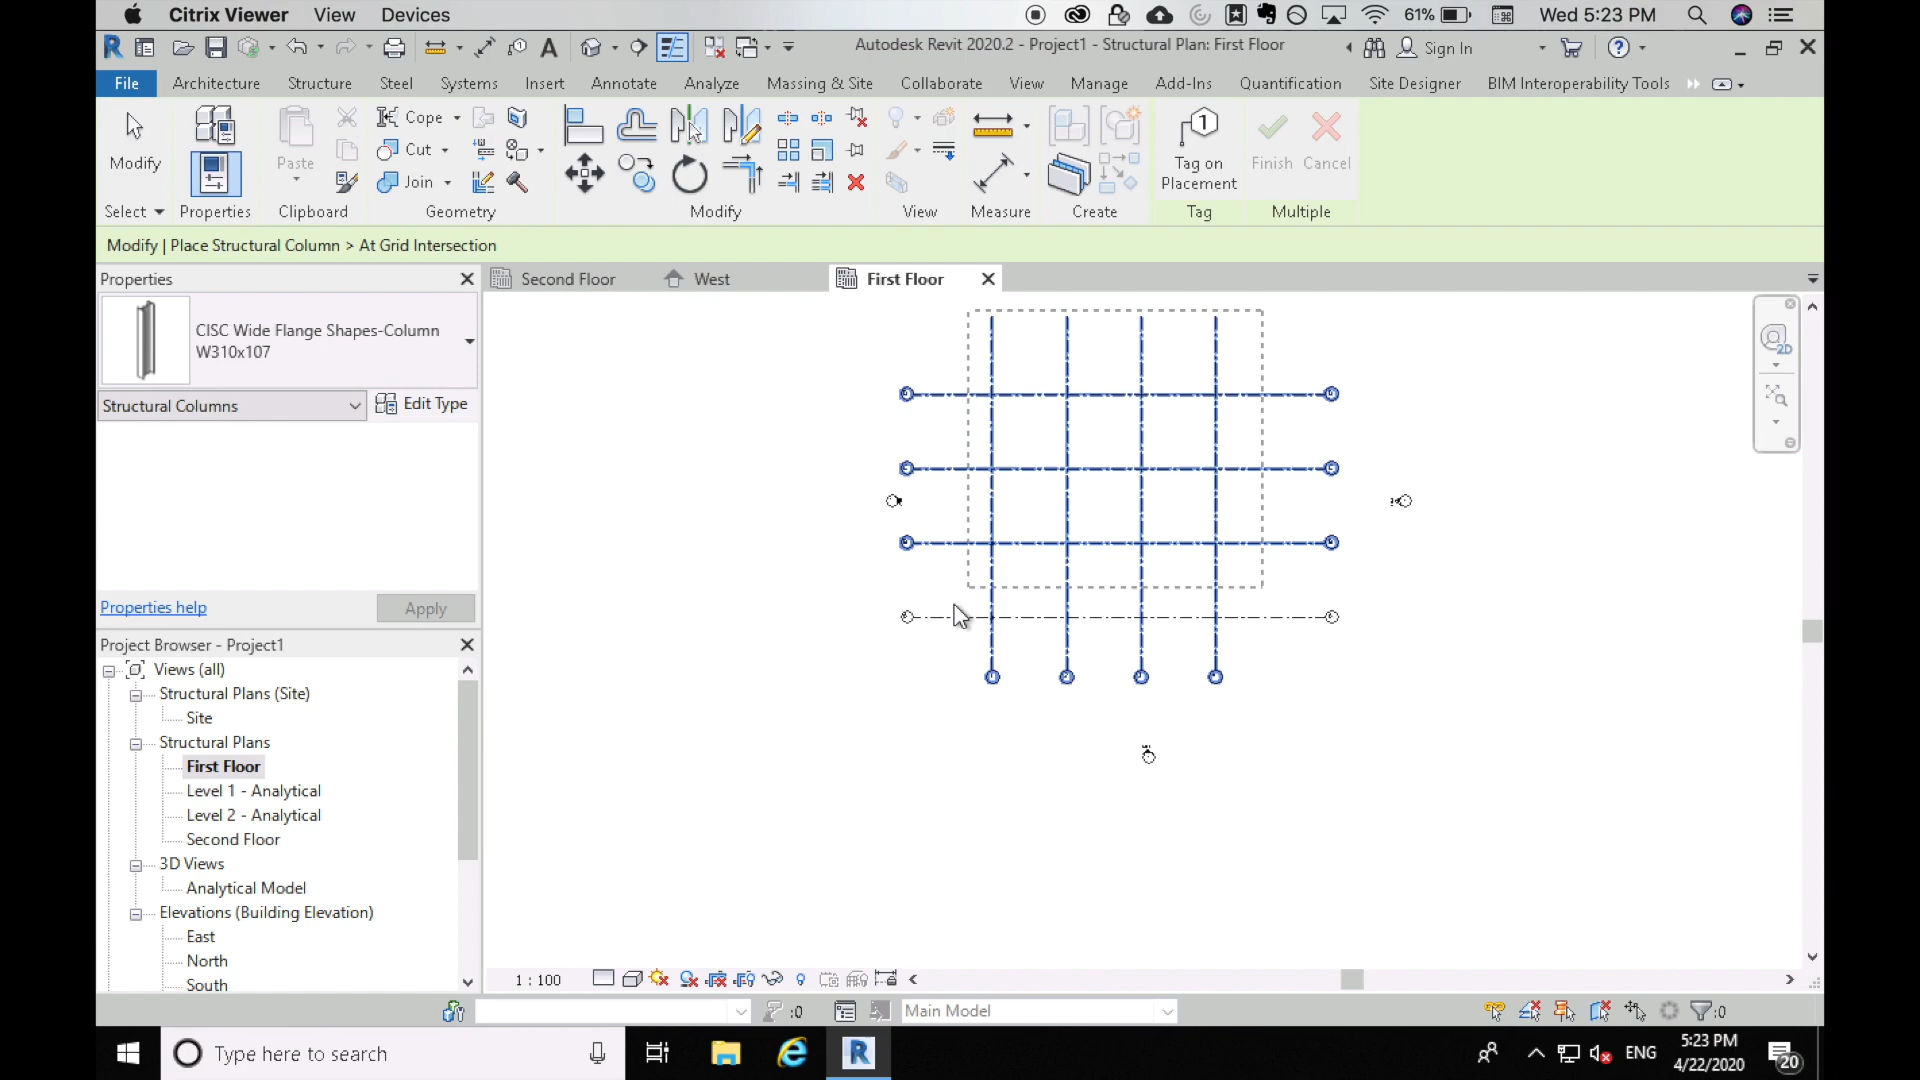 Citrix Viewer View Devices
61% Wed 5:23 PM
Autodesk Revit 2020.2 - Project1 - Structural Plan: First Floor
Sign In
File Architecture Structure Steel Systems Insert Annotate Analyze Massing & Site Collaborate View Manage Add-Ins Quantification Site Designer BIM Interoperability Tools
Modify
Paste
Cope
Cut
Join
Tag on
Placement
Finish Cancel
Select Properties Clipboard Geometry Modify View Measure Create Tag Multiple
Modify | Place Structural Column > At Grid Intersection
Properties
Second Floor West First Floor
CISC Wide Flange Shapes-Column
W310x107
Structural Columns Edit Type
2D
Properties help Apply
Project Browser - Project1
Views (all)
Structural Plans (Site)
Site
Structural Plans
First Floor
Level 1 - Analytical
Level 2 - Analytical
Second Floor
3D Views
Analytical Model
Elevations (Building Elevation)
East
North
South
1 : 100
:0 Main Model :0
Type here to search
ENG
5:23 PM
4/22/2020
20